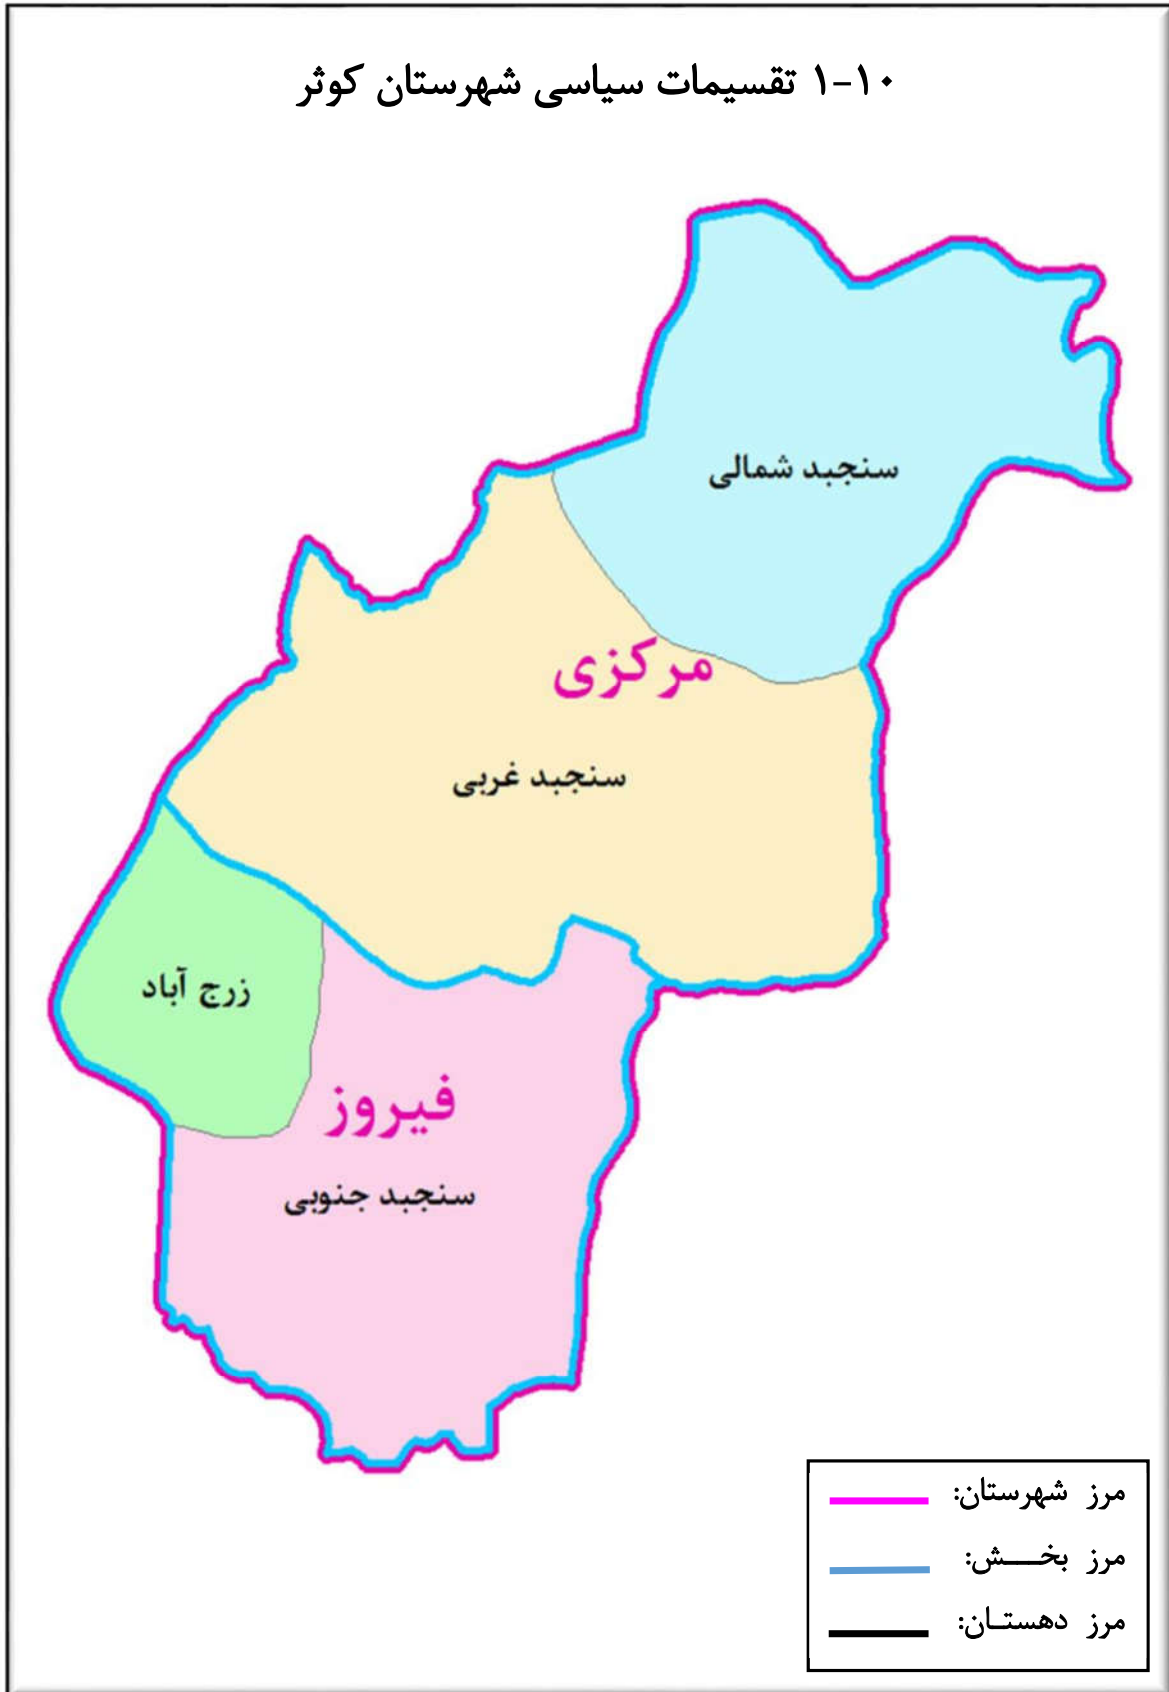 ۱-۱۰ تقسیمات سیاسی شهرستان کوثر
سنجبد شمالی
مرکزی
سنجبد غربی
زرج آباد
فیروز
سنجبد جنوبی
مرز شهرستان:
مرز بخــــش:
مرز دهستـان: